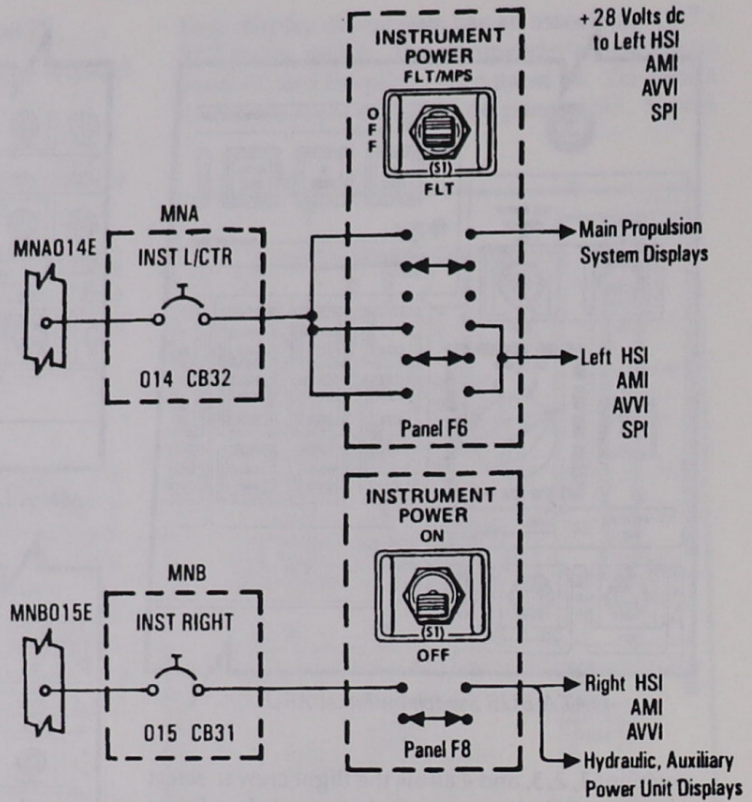 INSTRUMENT
POWER
FLT/MPS
OFF
(S1)
FLT
+28 Volts dc
to Left HSI
AMI
AVVI
SPI
MNA
MNA014E
INST L/CTR
014 CB32
Main Propulsion
System Displays
Left HSI
AMI
AVVI
SPI
Panel F6
INSTRUMENT
POWER
ON
(S1)
OFF
MNB
MNB015E
INST RIGHT
015 CB31
Right HSI
AMI
AVVI
Panel F8
Hydraulic, Auxiliary
Power Unit Displays